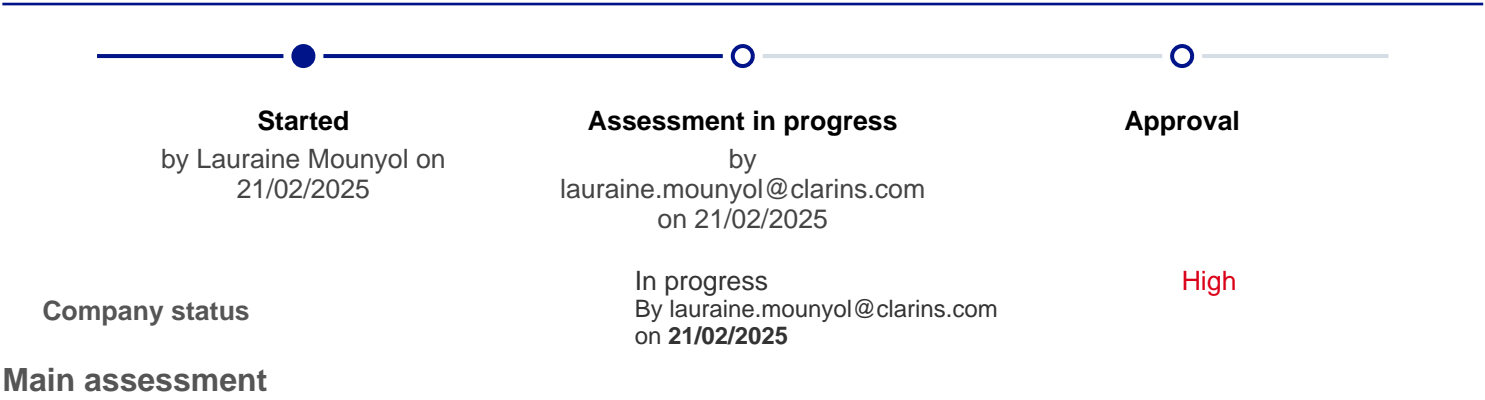 Started
by Lauraine Mounyol on
21/02/2025
Assessment in progress
by
lauraine.mounyol@clarins.com
on 21/02/2025
Approval
Company status
In progress
By lauraine.mounyol@clarins.com
on 21/02/2025
High
Main assessment